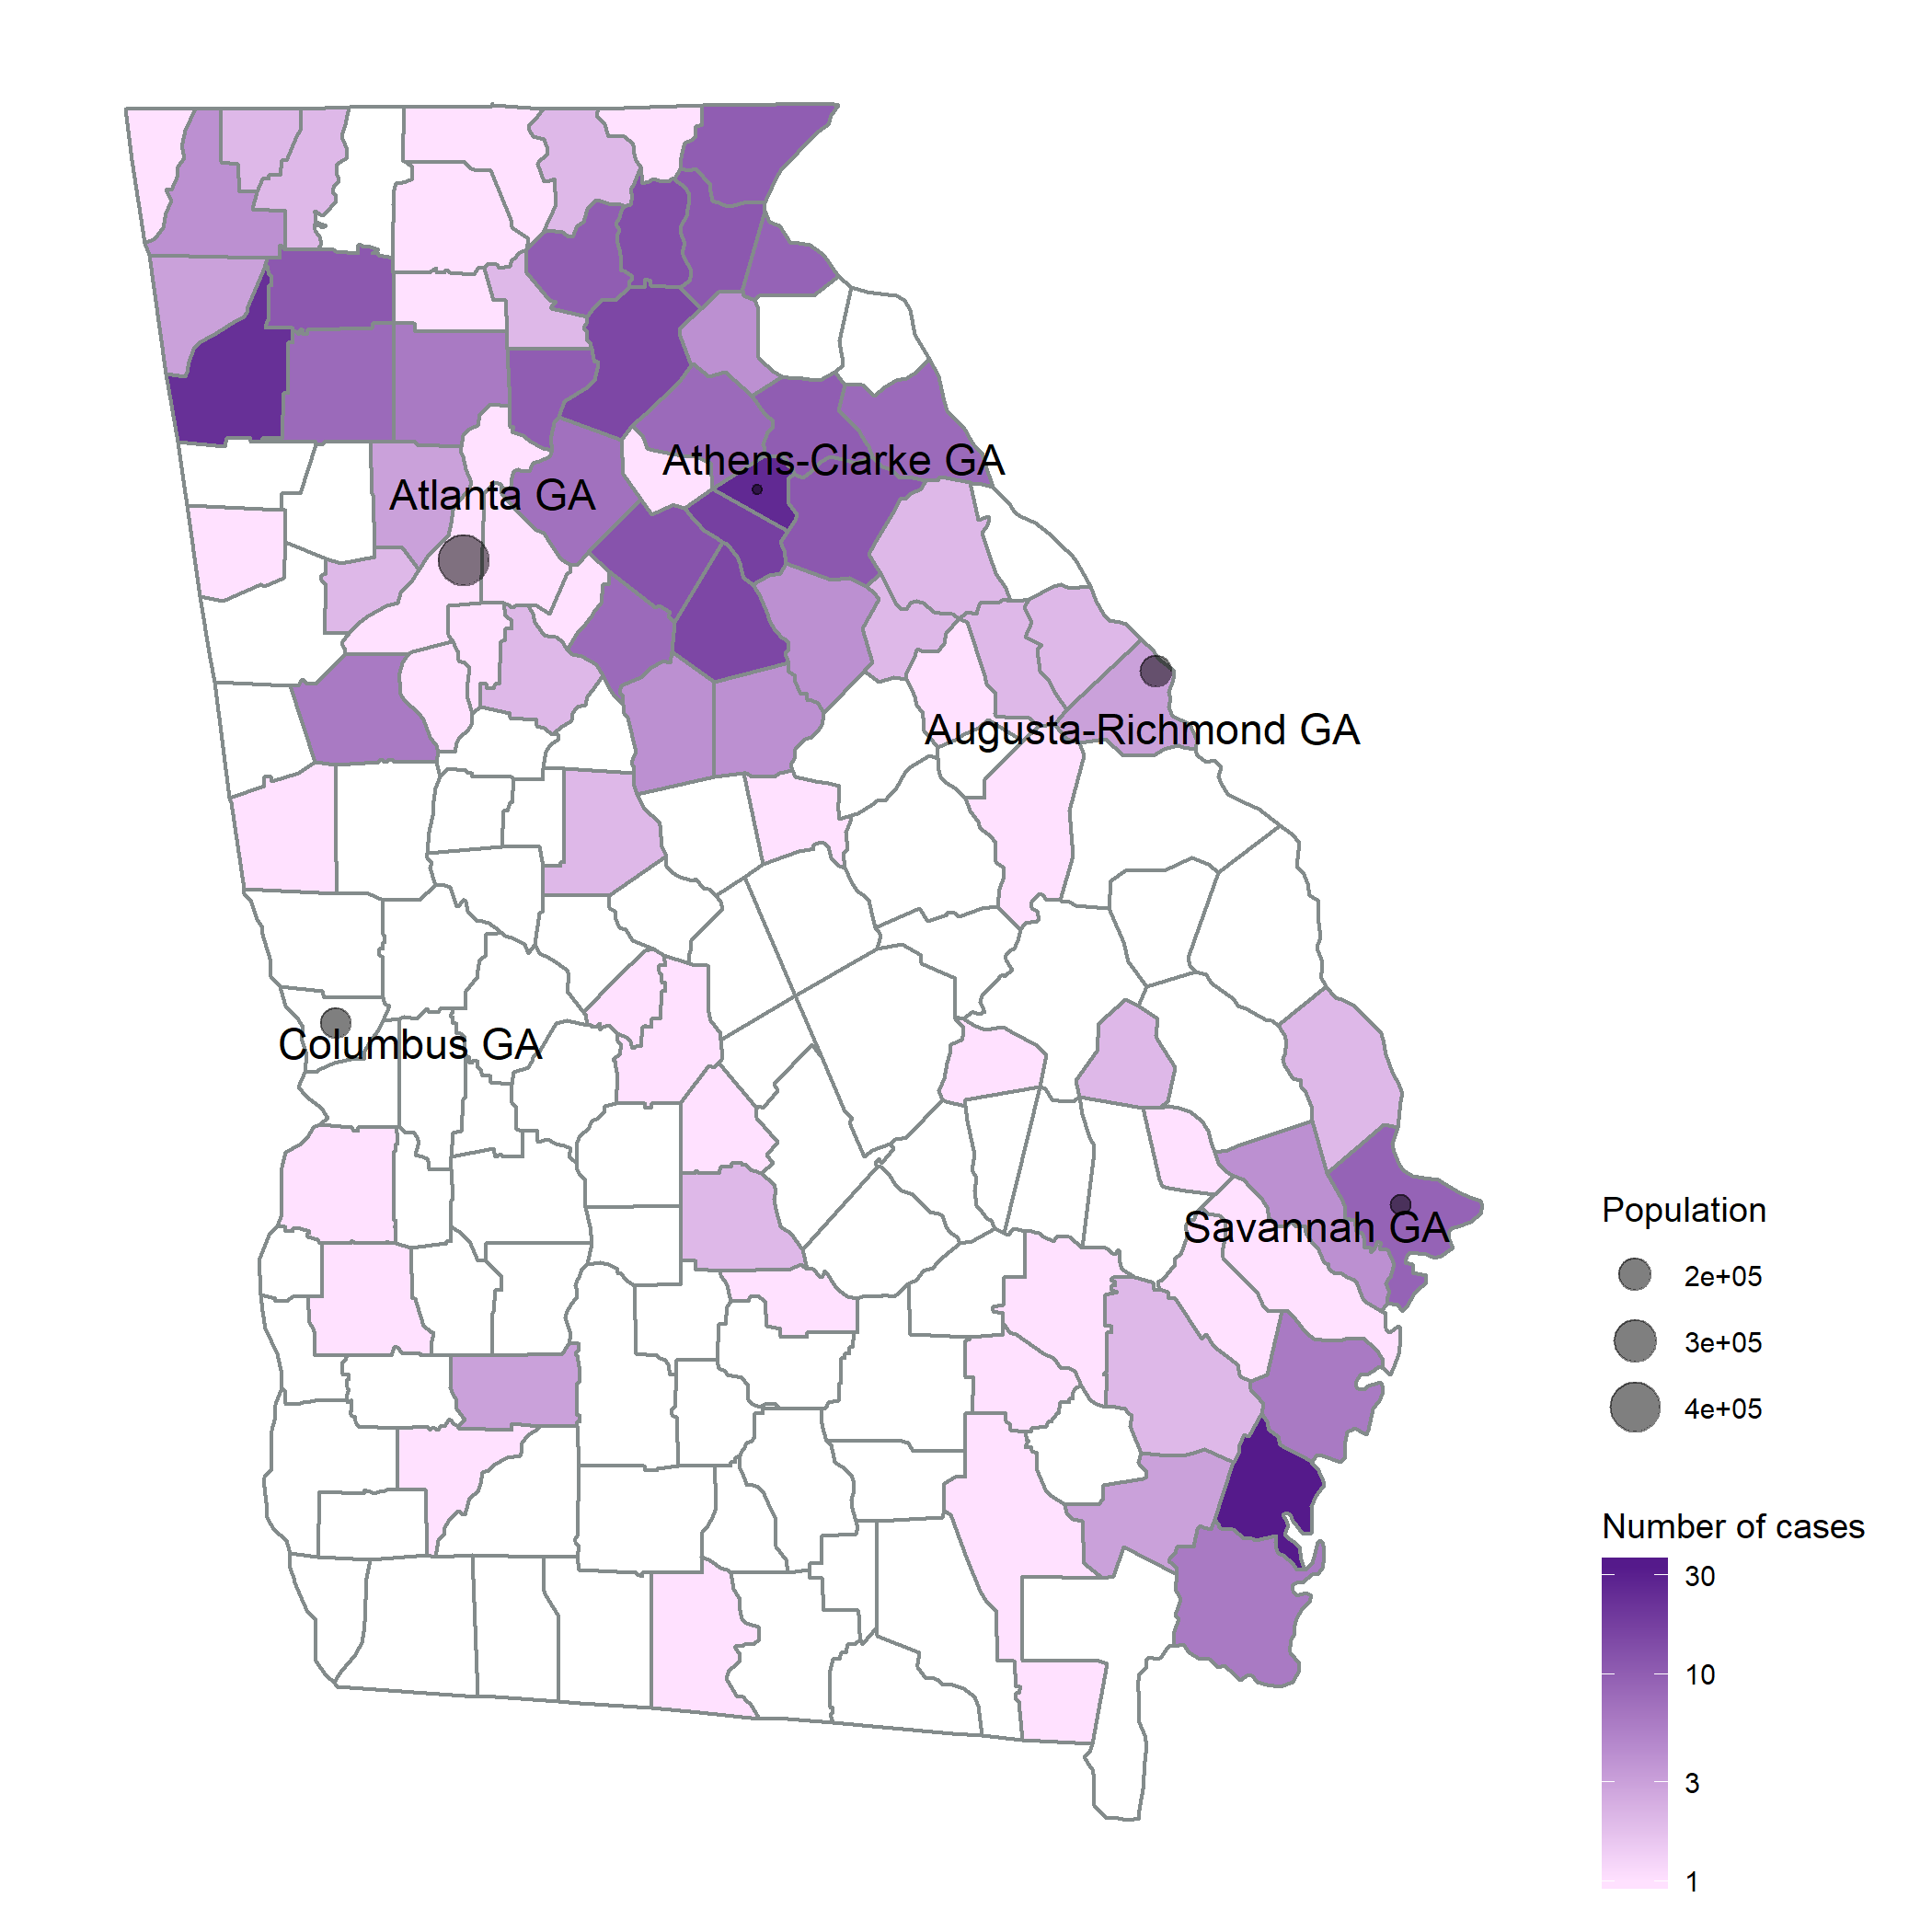 Athens-Clarke GA
Atlanta GA
Augusta-Richmond GA
Columbus GA
Savannah GA
Population
2e+05
3e+05
4e+05
Number of cases
30
10
3
1